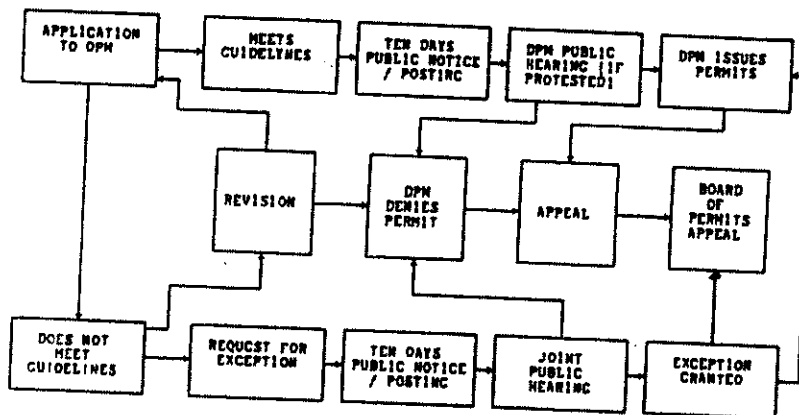 APPLICATION
TO DPM
MEETS
GUIDELINES
TEN DAYS
PUBLIC NOTICE
/ POSTING
DPM PUBLIC
HEARING (IF
PROTESTED)
DPM ISSUES
PERMITS
REVISION
DPM
DENIES
PERMIT
APPEAL
BOARD
OF
PERMITS
APPEAL
DOES NOT
MEET
GUIDELINES
REQUEST FOR
EXCEPTION
TEN DAYS
PUBLIC NOTICE
/ POSTING
JOINT
PUBLIC
HEARING
EXCEPTION
GRANTED